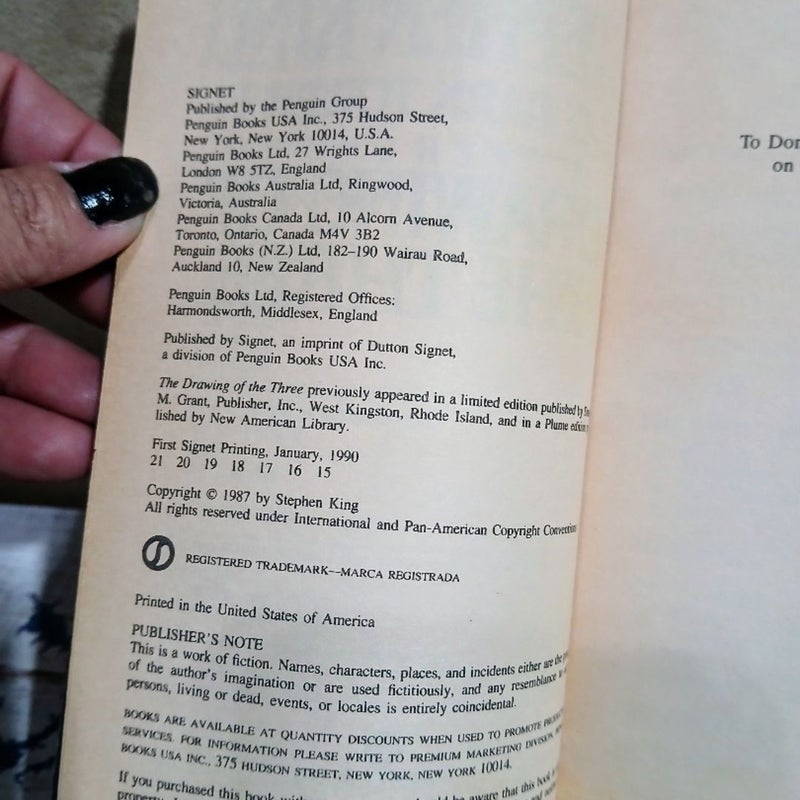 SIGNET
Published by the Penguin Group
Penguin Books USA Inc., 375 Hudson Street,
New York, New York 10014, U.S.A.
Penguin Books Ltd, 27 Wrights Lane,
London W8 5TZ, England
Penguin Books Australia Ltd, Ringwood,
Victoria, Australia
Penguin Books Canada Ltd, 10 Alcorn Avenue,
Toronto, Ontario, Canada M4V 3B2
Penguin Books (N.Z.) Ltd, 182–190 Wairau Road,
Auckland 10, New Zealand
Penguin Books Ltd, Registered Offices:
Harmondsworth, Middlesex, England
Published by Signet, an imprint of Dutton Signet,
a division of Penguin Books USA Inc.
The Drawing of the Three previously appeared in a limited edition published by
M. Grant, Publisher, Inc., West Kingston, Rhode Island, and in a Plume edition
lished by New American Library.
First Signet Printing, January, 1990
21 20 19 18 17 16 15
Copyright © 1987 by Stephen King
All rights reserved under International and Pan-American Copyright
REGISTERED TRADEMARK—MARCA REGISTRADA
Printed in the United States of America
PUBLISHER'S NOTE
This is a work of fiction. Names, characters, places, and incidents either are the
of the author's imagination or are used fictitiously, and any resemblance
persons, living or dead, events, or locales is entirely coincidental.
BOOKS ARE AVAILABLE AT QUANTITY DISCOUNTS WHEN USED TO PROMOTE
SERVICES. FOR INFORMATION PLEASE WRITE TO PREMIUM MARKETING DIVISION
BOOKS USA INC., 375 HUDSON STREET, NEW YORK, NEW YORK 10014.
If you purchased this book be aware that this book
To Don
on